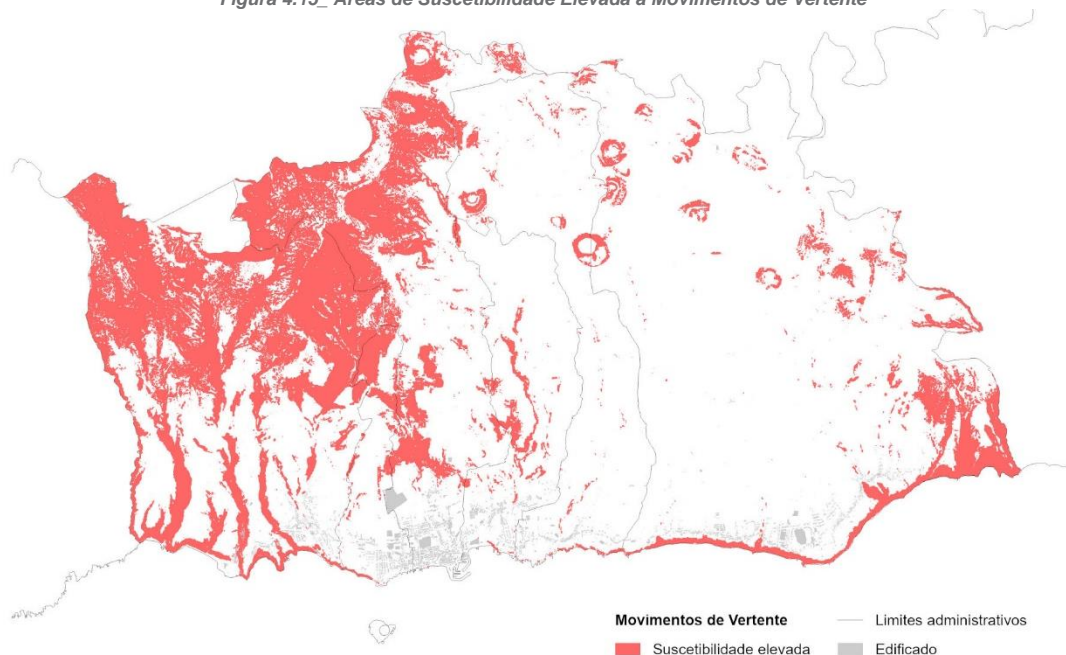 Figura 4.15_ Áreas de Suscetibilidade Elevada a Movimentos de Vertente
Movimentos de Vertente
Suscetibilidade elevada
Limites administrativos
Edificado